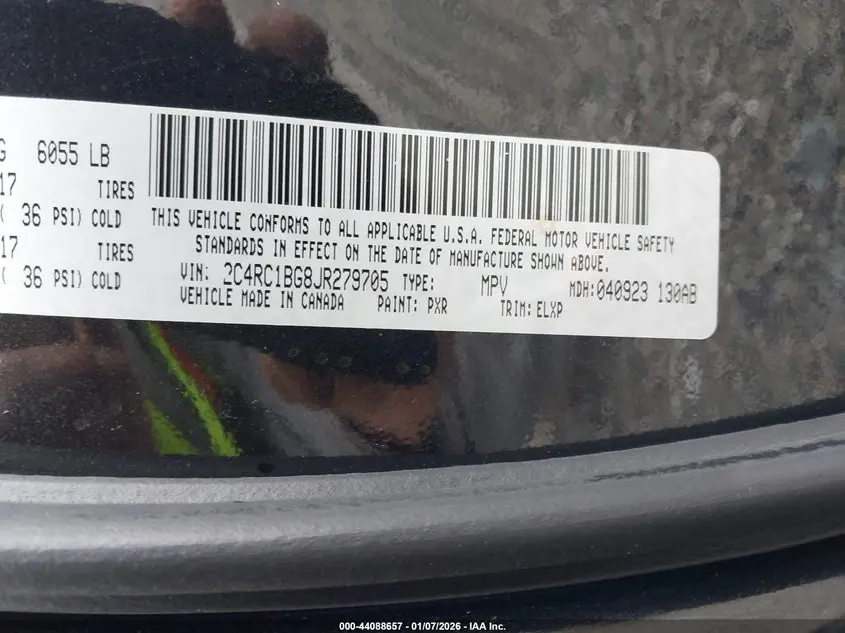 G 6055 LB
17 TIRES
( 36 PSI) COLD
17 TIRES
( 36 PSI) COLD
THIS VEHICLE CONFORMS TO ALL APPLICABLE U.S.A. FEDERAL MOTOR VEHICLE SAFETY
STANDARDS IN EFFECT ON THE DATE OF MANUFACTURE SHOWN ABOVE.
VIN: 2C4RC1BG8JR279705 TYPE: MPV MDH:040923 130AB
VEHICLE MADE IN CANADA PAINT: PXR TRIM: ELXP
000-44088657 - 01/07/2026 - IAA Inc.